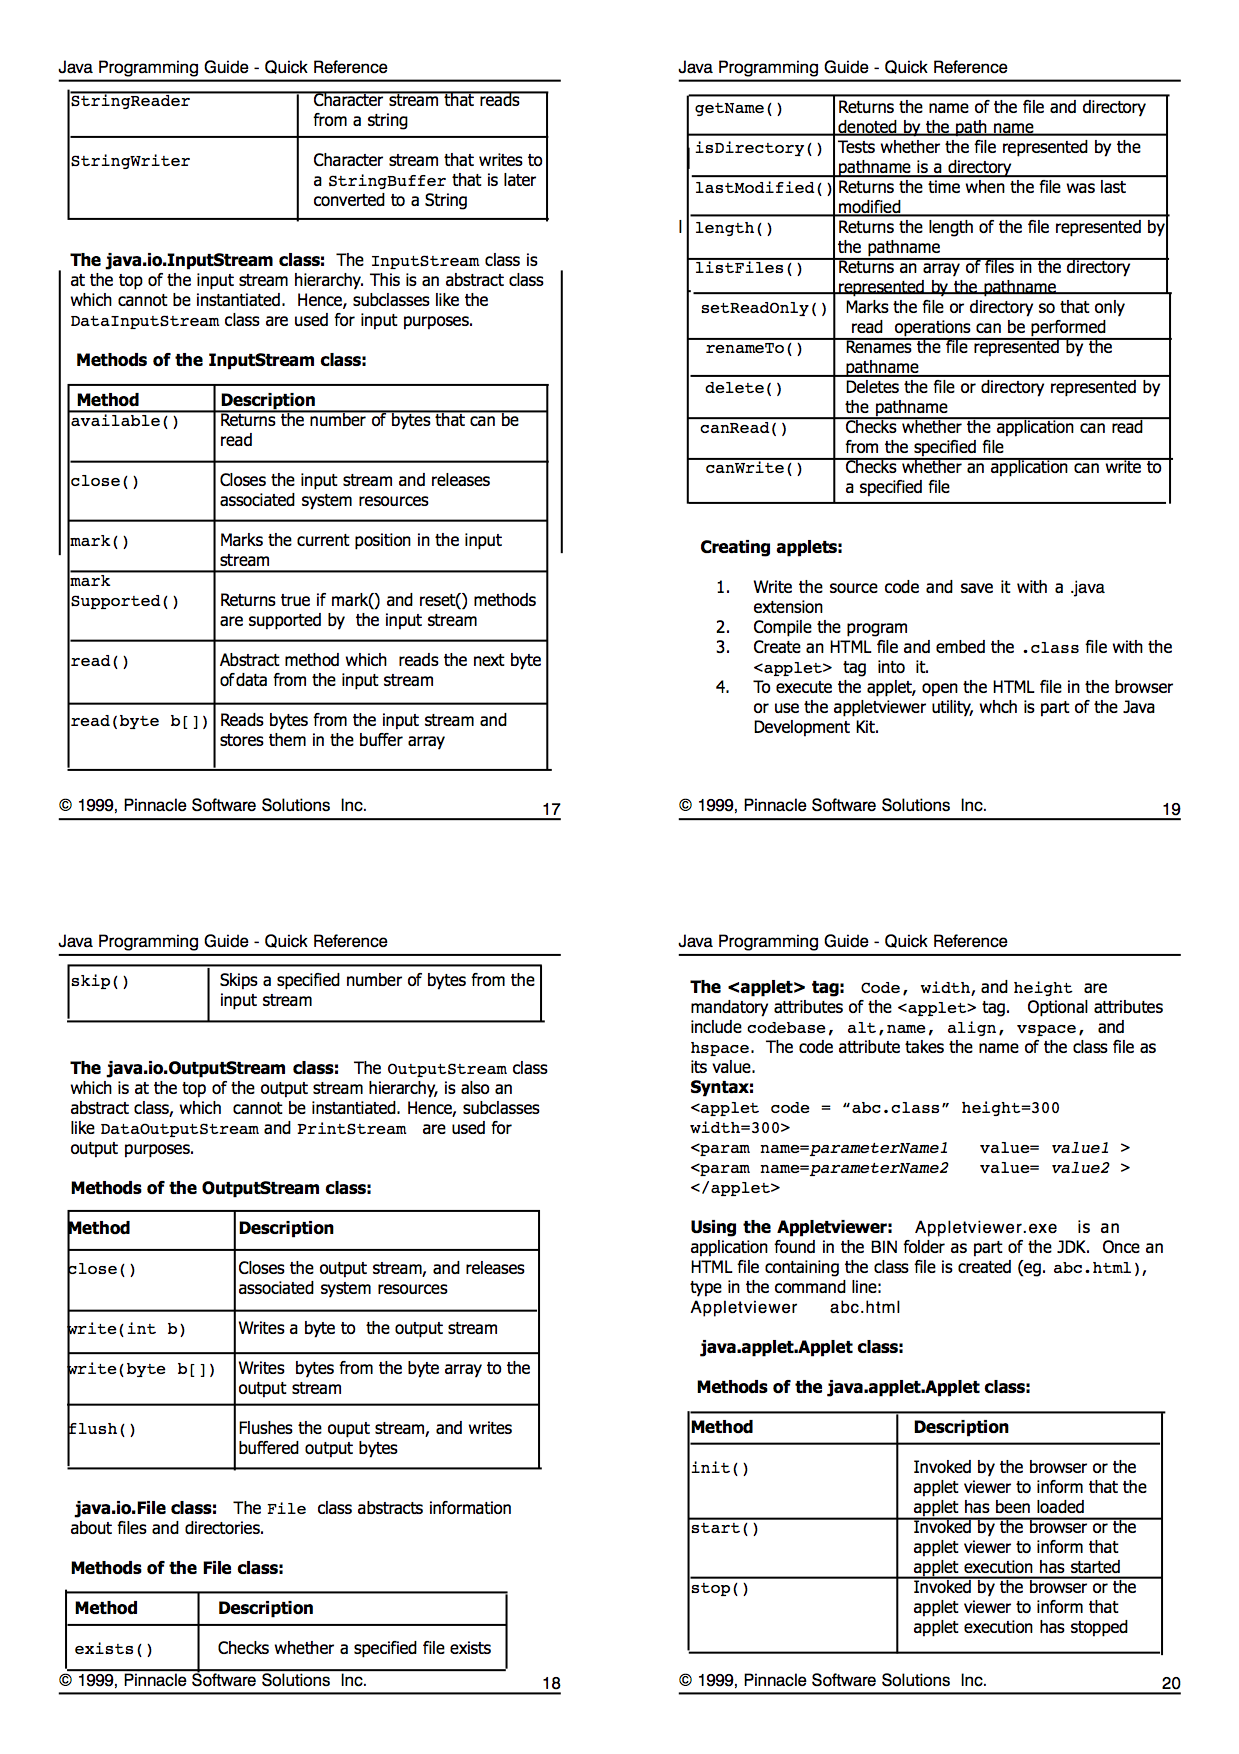 Java Programming Guide - Quick Reference
StringReader Character stream that reads
from a string
StringWriter Character stream that writes to
a StringBuffer that is later
converted to a String
The java.io.InputStream class: The InputStream class is
at the top of the input stream hierarchy. This is an abstract class
which cannot be instantiated. Hence, subclasses like the
DataInputStream class are used for input purposes.
Methods of the InputStream class:
Method Description
available() Returns the number of bytes that can be
read
close() Closes the input stream and releases
associated system resources
mark() Marks the current position in the input
stream
mark
Supported() Returns true if mark() and reset() methods
are supported by the input stream
read() Abstract method which reads the next byte
of data from the input stream
read(byte b[]) Reads bytes from the input stream and
stores them in the buffer array
© 1999, Pinnacle Software Solutions Inc. 17
Java Programming Guide - Quick Reference
skip() Skips a specified number of bytes from the
input stream
The java.io.OutputStream class: The OutputStream class
which is at the top of the output stream hierarchy, is also an
abstract class, which cannot be instantiated. Hence, subclasses
like DataOutputStream and PrintStream are used for
output purposes.
Methods of the OutputStream class:
Method Description
close() Closes the output stream, and releases
associated system resources
write(int b) Writes a byte to the output stream
write(byte b[]) Writes bytes from the byte array to the
output stream
flush() Flushes the ouput stream, and writes
buffered output bytes
java.io.File class: The File class abstracts information
about files and directories.
Methods of the File class:
Method Description
exists() Checks whether a specified file exists
© 1999, Pinnacle Software Solutions Inc. 18
Java Programming Guide - Quick Reference
getName() Returns the name of the file and directory
denoted by the path name
isDirectory() Tests whether the file represented by the
pathname is a directory
lastModified() Returns the time when the file was last
modified
length() Returns the length of the file represented by
the pathname
listFiles() Returns an array of files in the directory
represented by the pathname
setReadOnly() Marks the file or directory so that only
read operations can be performed
renameTo() Renames the file represented by the
pathname
delete() Deletes the file or directory represented by
the pathname
canRead() Checks whether the application can read
from the specified file
canWrite() Checks whether an application can write to
a specified file
Creating applets:
1. Write the source code and save it with a .java
extension
2. Compile the program
3. Create an HTML file and embed the .class file with the
<applet> tag into it.
4. To execute the applet, open the HTML file in the browser
or use the appletviewer utility, whch is part of the Java
Development Kit.
© 1999, Pinnacle Software Solutions Inc. 19
Java Programming Guide - Quick Reference
The <applet> tag: Code, width, and height are
mandatory attributes of the <applet> tag. Optional attributes
include codebase, alt,name, align, vspace, and
hspace. The code attribute takes the name of the class file as
its value.
Syntax:
<applet code = “abc.class” height=300
width=300>
<param name=parameterName1 value= value1 >
<param name=parameterName2 value= value2 >
</applet>
Using the Appletviewer: Appletviewer.exe is an
application found in the BIN folder as part of the JDK. Once an
HTML file containing the class file is created (eg. abc.html),
type in the command line:
Appletviewer abc.html
java.applet.Applet class:
Methods of the java.applet.Applet class:
Method Description
init() Invoked by the browser or the
applet viewer to inform that the
applet has been loaded
start() Invoked by the browser or the
applet viewer to inform that
applet execution has started
stop() Invoked by the browser or the
applet viewer to inform that
applet execution has stopped
© 1999, Pinnacle Software Solutions Inc. 20